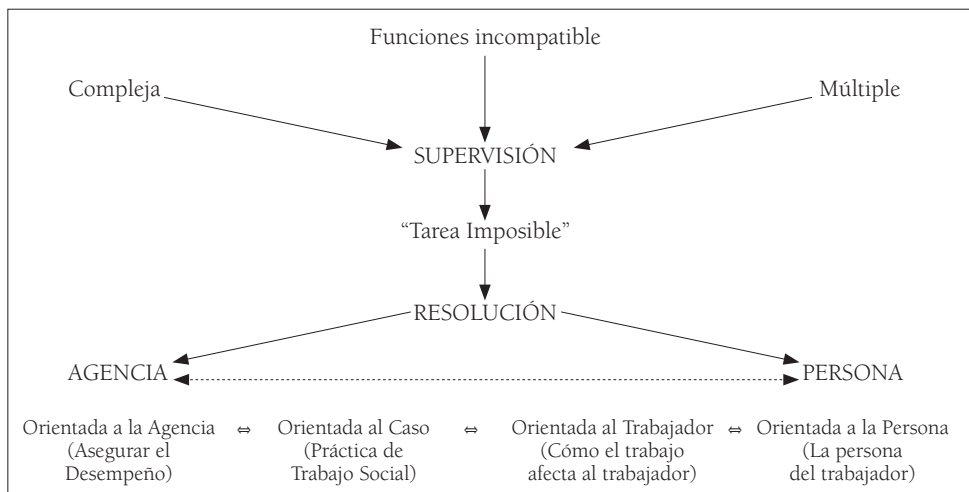 Funciones incompatible
Compleja
Múltiple
SUPERVISIÓN
“Tarea Imposible”
RESOLUCIÓN
AGENCIA
PERSONA
Orientada a la Agencia ⇔ Orientada al Caso ⇔ Orientada al Trabajador ⇔ Orientada a la Persona
(Asegurar el (Práctica de (Cómo el trabajo (La persona
Desempeño) Trabajo Social) afecta al trabajador) del trabajador)